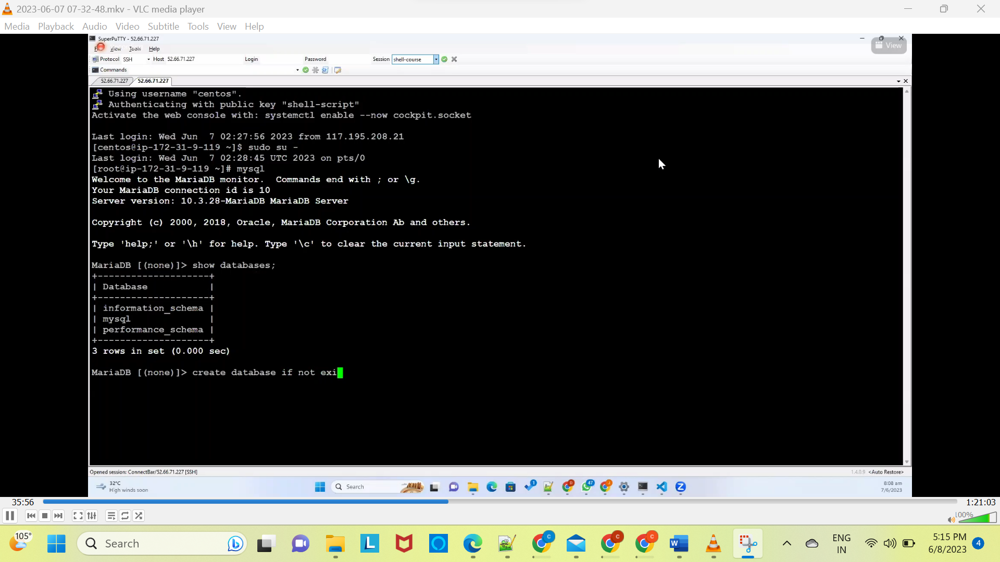 2023-06-07 07-32-48.mkv - VLC media player
Media Playback Audio Video Subtitle Tools View Help
SuperPuTTY - 52.66.71.227
View Tools Help
View
Protocol SSH Host 52.66.71.227 Login Password Session shell-course
Commands
52.66.71.227 52.66.71.227
Using username "centos".
Authenticating with public key "shell-script"
Activate the web console with: systemctl enable --now cockpit.socket
Last login: Wed Jun  7 02:27:56 2023 from 117.195.208.21
[centos@ip-172-31-9-119 ~]$ sudo su -
Last login: Wed Jun  7 02:28:45 UTC 2023 on pts/0
[root@ip-172-31-9-119 ~]# mysql
Welcome to the MariaDB monitor.  Commands end with ; or \g.
Your MariaDB connection id is 10
Server version: 10.3.28-MariaDB MariaDB Server
Copyright (c) 2000, 2018, Oracle, MariaDB Corporation Ab and others.
Type 'help;' or '\h' for help. Type '\c' to clear the current input statement.
MariaDB [(none)]> show databases;
+--------------------+
| Database           |
+--------------------+
| information_schema |
| mysql              |
| performance_schema |
+--------------------+
3 rows in set (0.000 sec)
MariaDB [(none)]> create database if not exi
Opened session: ConnectBar/52.66.71.227 [SSH] 1.4.0.9 <Auto Restore>
32°C
High winds soon
Search
1
47
8:08 am
7/6/2023
35:56 1:21:03
100%
105°
Search
ENG
IN
5:15 PM
6/8/2023
4